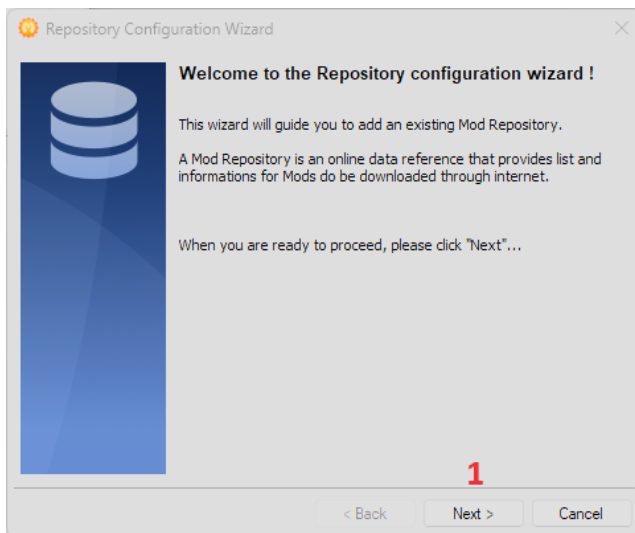 Repository Configuration Wizard
Welcome to the Repository configuration wizard !
This wizard will guide you to add an existing Mod Repository.
A Mod Repository is an online data reference that provides list and
informations for Mods do be downloaded through internet.
When you are ready to proceed, please click "Next"...
1
< Back Next > Cancel